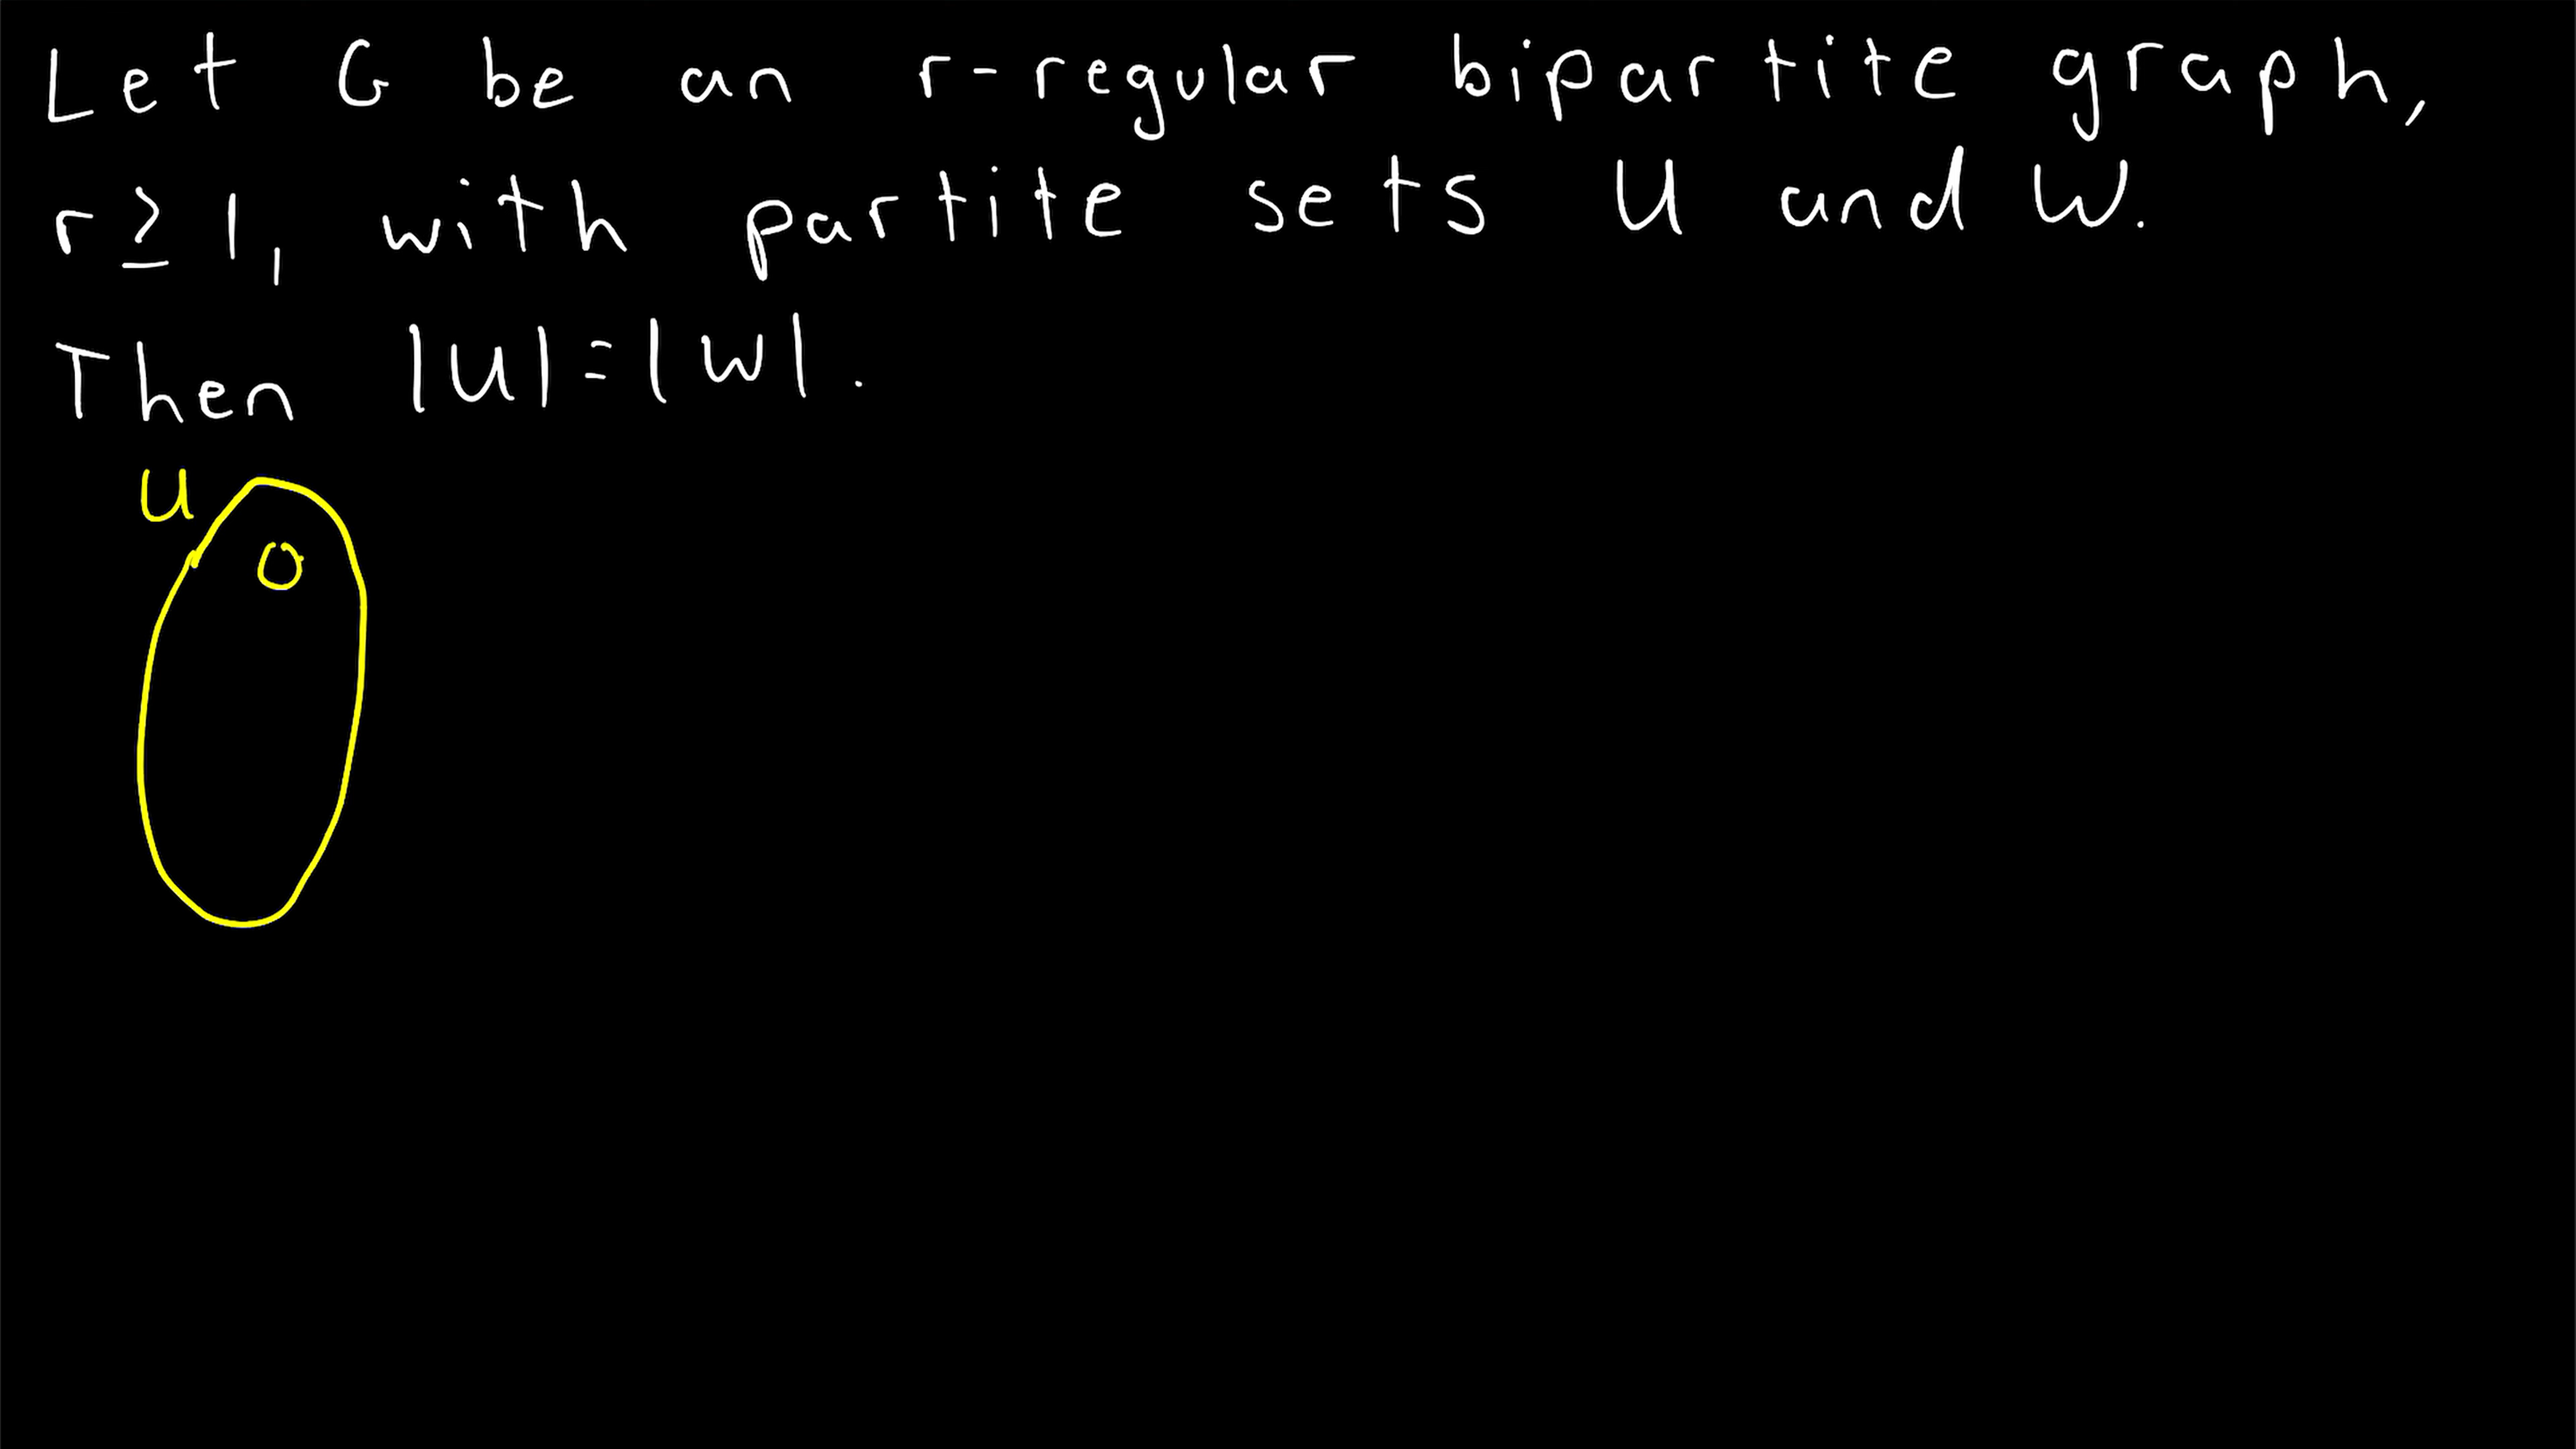 Let G be an r-regular bipartite graph,
r ≥ 1, with partite sets U and W.
Then |U|=|W|.
U